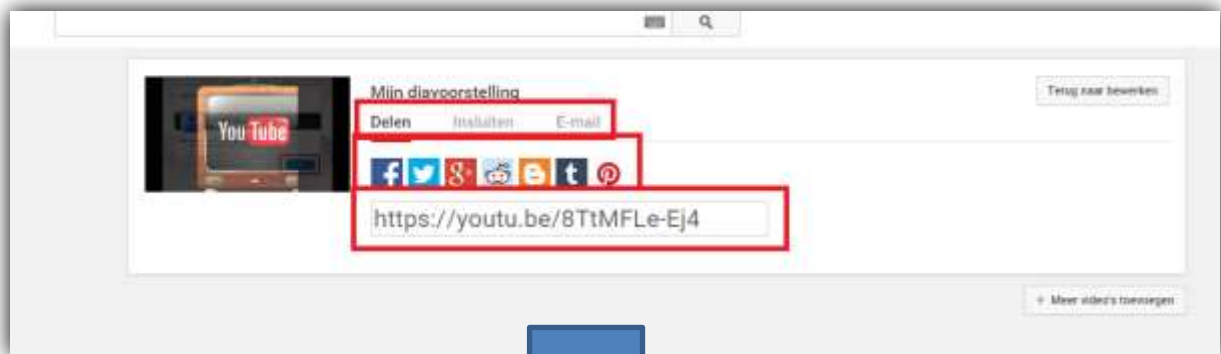 You Tube
Mijn diavoorstelling
Terug naar bewerken
Delen Insluiten E-mail
https://youtu.be/8TtMFLe-Ej4
+ Meer video's toevoegen